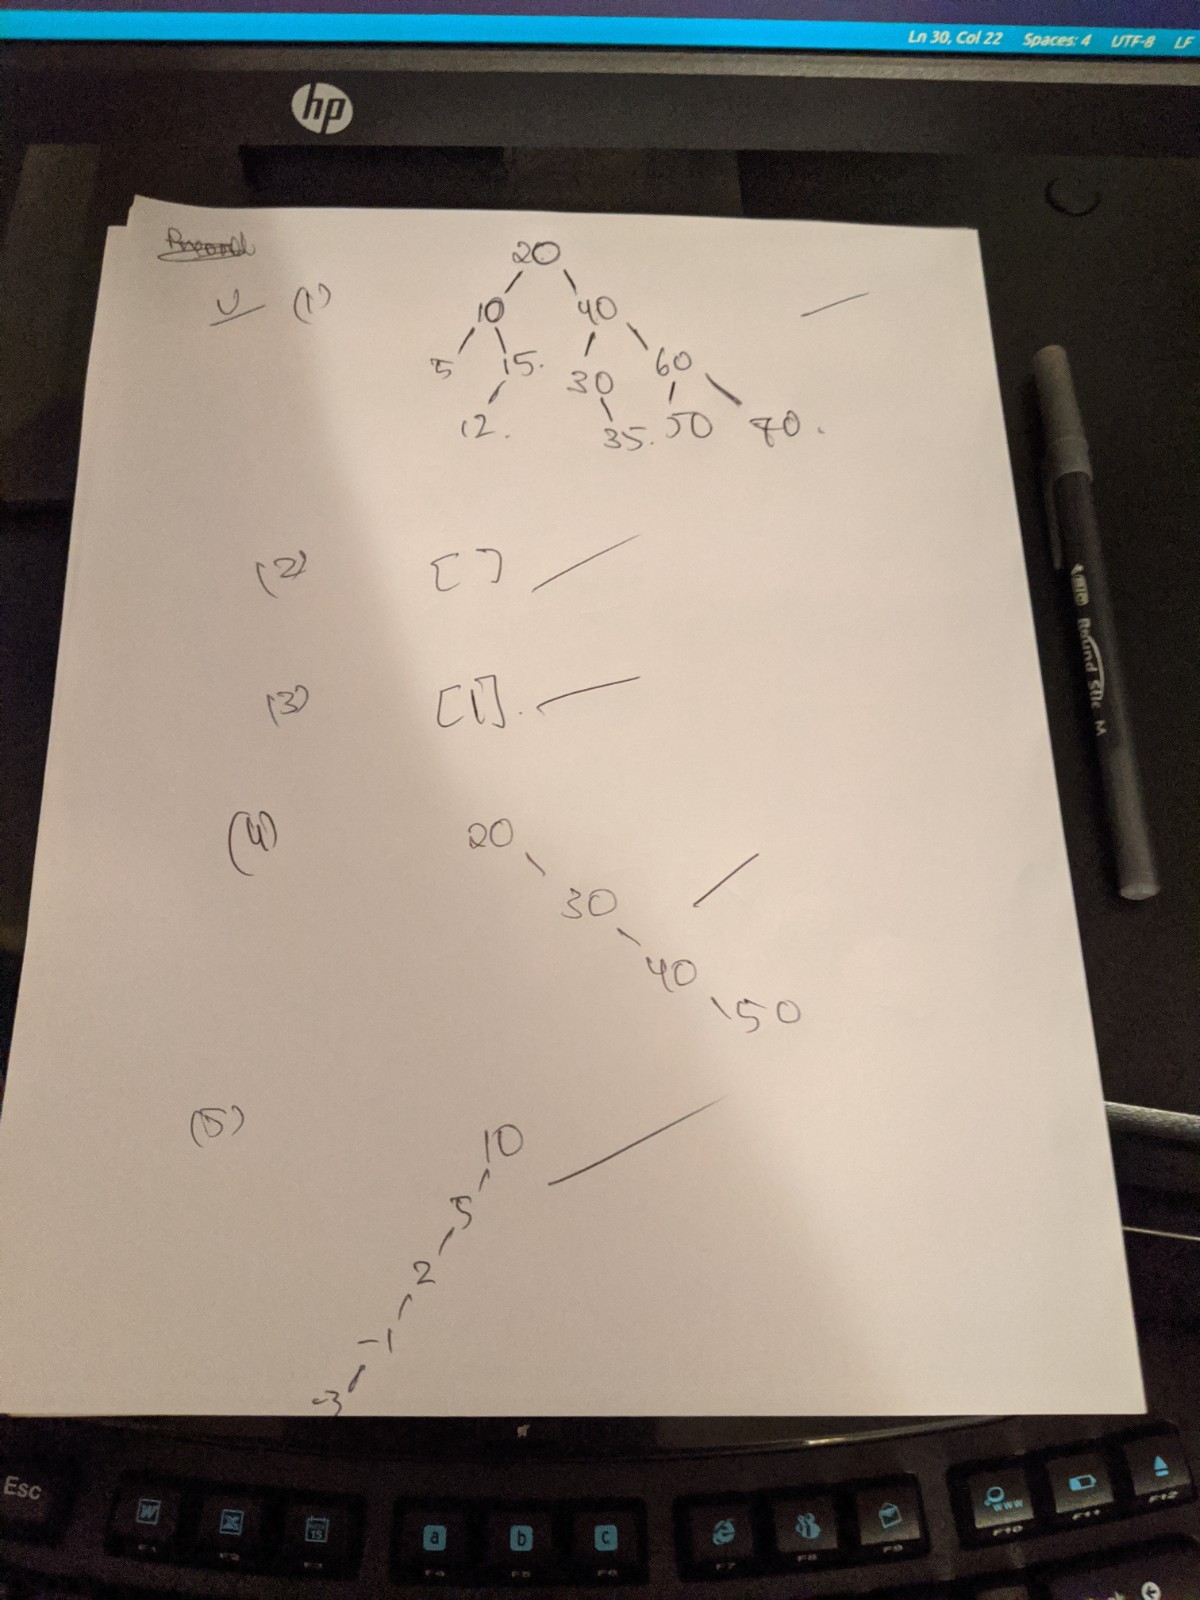 Ln 30, Col 22 Spaces: 4 UTF-8 LF
hp
(1) 20
10 40
5 15. 30 60
12. 35. 50 70.
(2) []
(3) [1].
(4) 20
30
40
50
(5) 10
5
2
-1
-3
BIC Round Stic M
Esc
W X 15 a b c www
F1 F2 F3 F4 F5 F6 F7 F8 F9 F10 F11 F12